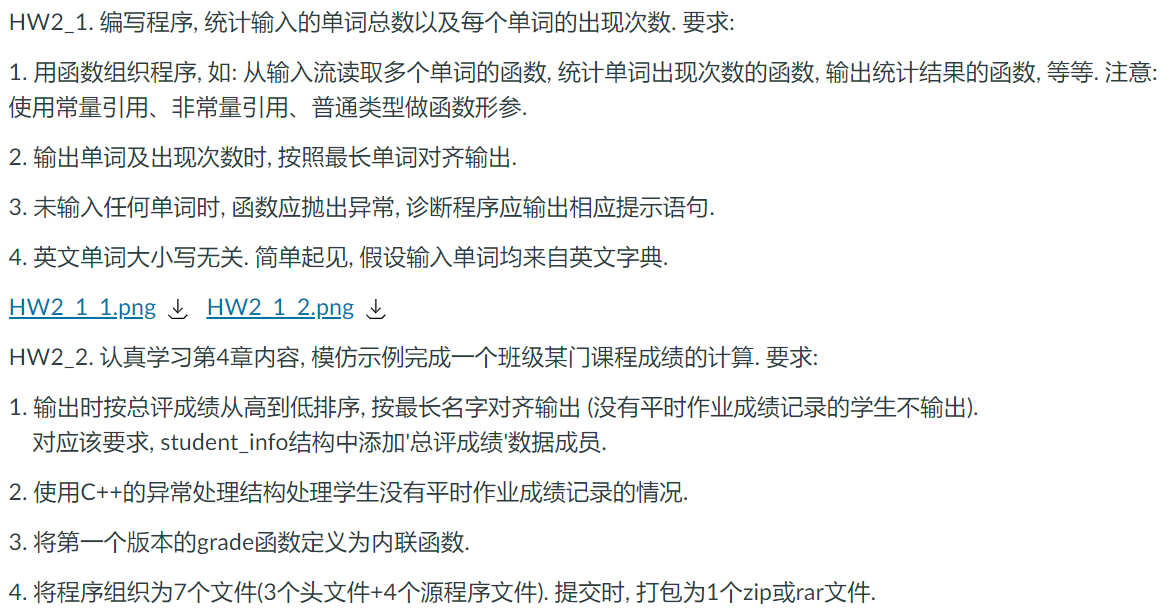 HW2_1. 编写程序, 统计输入的单词总数以及每个单词的出现次数. 要求:
1. 用函数组织程序, 如: 从输入流读取多个单词的函数, 统计单词出现次数的函数, 输出统计结果的函数, 等等. 注意:
使用常量引用、非常量引用、普通类型做函数形参.
2. 输出单词及出现次数时, 按照最长单词对齐输出.
3. 未输入任何单词时, 函数应抛出异常, 诊断程序应输出相应提示语句.
4. 英文单词大小写无关. 简单起见, 假设输入单词均来自英文字典.
HW2_1_1.png HW2_1_2.png
HW2_2. 认真学习第4章内容, 模仿示例完成一个班级某门课程成绩的计算. 要求:
1. 输出时按总评成绩从高到低排序, 按最长名字对齐输出 (没有平时作业成绩记录的学生不输出).
对应该要求, student_info结构中添加'总评成绩'数据成员.
2. 使用C++的异常处理结构处理学生没有平时作业成绩记录的情况.
3. 将第一个版本的grade函数定义为内联函数.
4. 将程序组织为7个文件(3个头文件+4个源程序文件). 提交时, 打包为1个zip或rar文件.